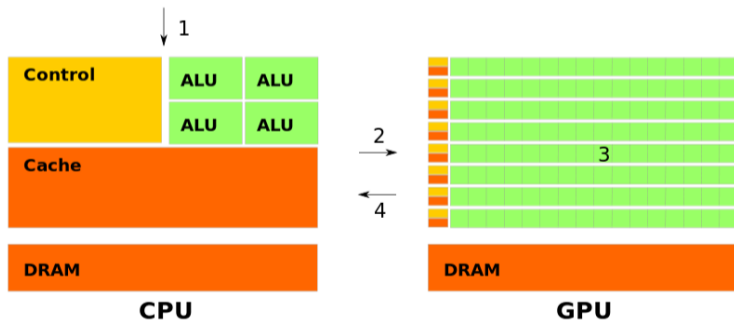 1
Control
ALU
ALU
ALU
ALU
Cache
DRAM
CPU
2
4
3
DRAM
GPU